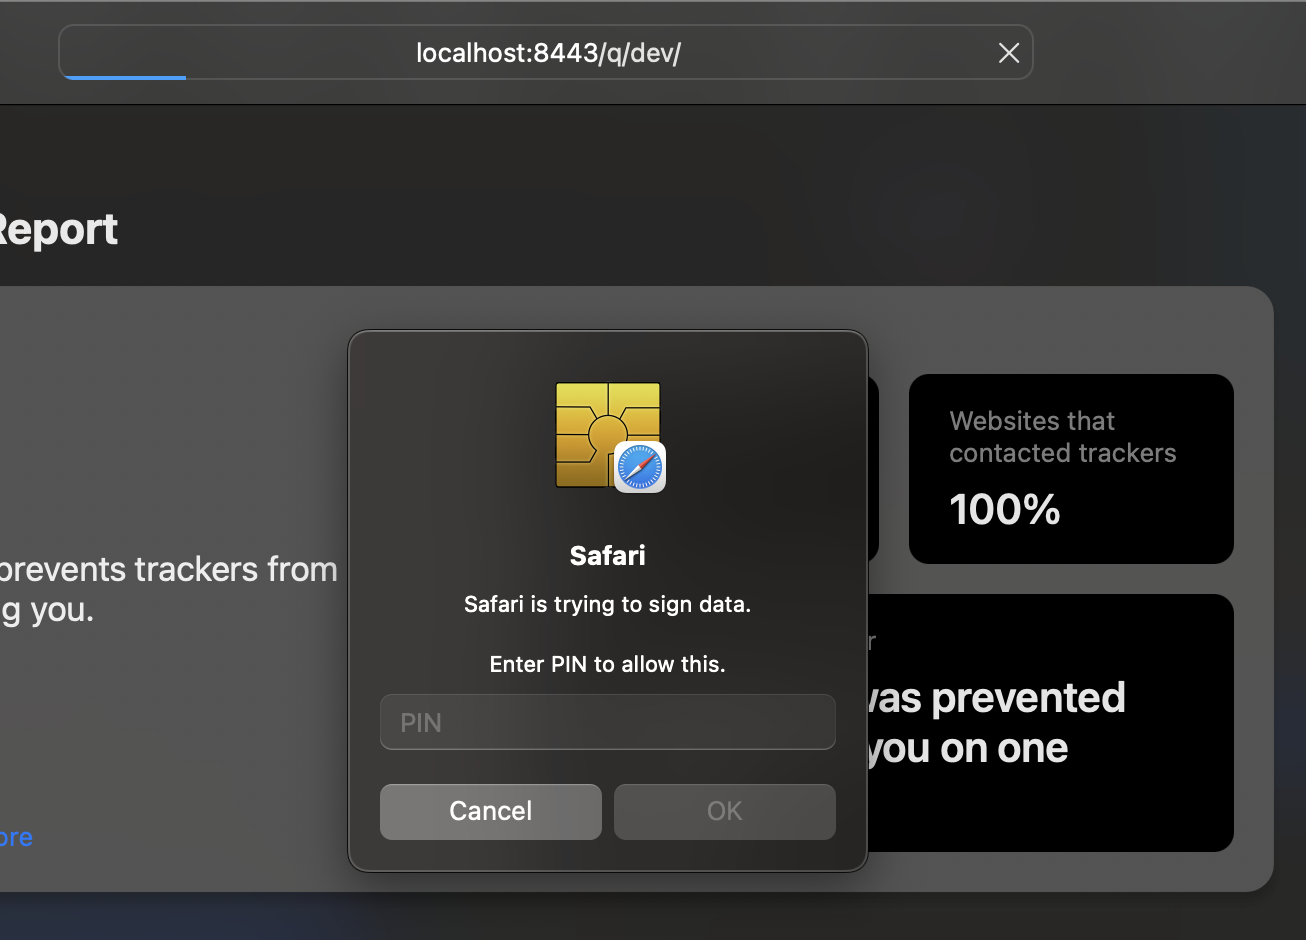 localhost:8443/q/dev/
Report
Websites that
contacted trackers
100%
Safari
prevents trackers from
Safari is trying to sign data.
g you.
Enter PIN to allow this.
was prevented
PIN
you on one
Cancel
OK
ore